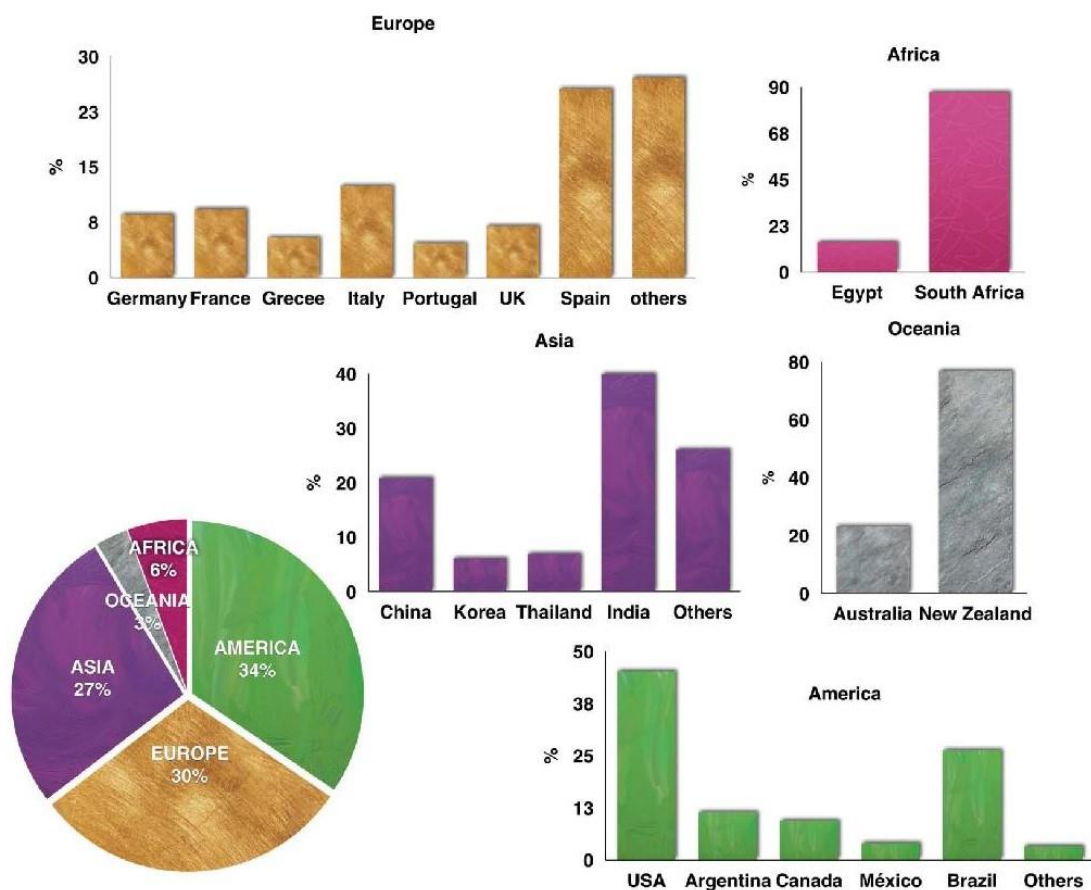 Europe
30
23
15
8
0
%
Germany France Grecee Italy Portugal UK Spain others
Africa
90
68
45
23
0
%
Egypt South Africa
Asia
40
30
20
10
0
%
China Korea Thailand India Others
Oceania
80
60
40
20
0
%
Australia New Zealand
AFRICA
6%
OCEANIA
3%
AMERICA
34%
ASIA
27%
EUROPE
30%
America
50
38
25
13
0
%
USA Argentina Canada México Brazil Others